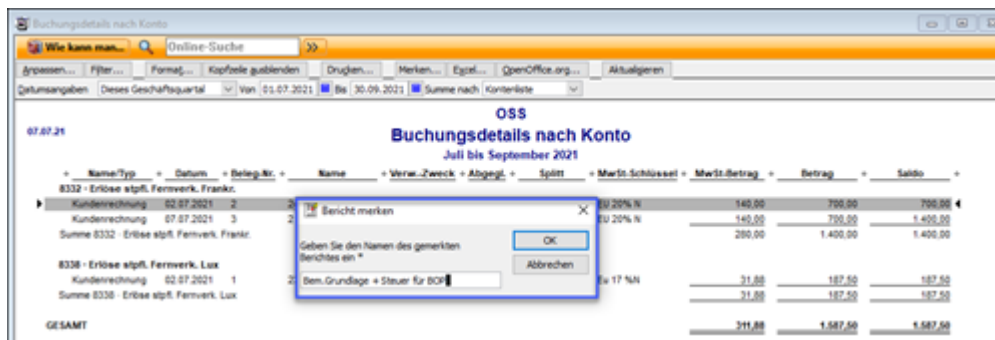 Buchungsdetails nach Konto
Wie kann man... Online-Suche
Anpassen... Filter... Format... Kopfzeile ausblenden Drucken... Merken... Excel... OpenOffice.org... Aktualisieren
Datumsangaben Dieses Geschäftsquartal Von 01.07.2021 Bis 30.09.2021 Summe nach Kontenliste
OSS
07.07.21
Buchungsdetails nach Konto
Juli bis September 2021
Name/Typ Datum Beleg-Nr. Name Verw.-Zweck Abgegl. Splitt MwSt-Schlüssel MwSt-Betrag Betrag Saldo
8332 · Erlöse stpfl. Fernverk. Frankr.
Kundenrechnung 02.07.2021 2 2 EU 20% N 140,00 700,00 700,00
Kundenrechnung 07.07.2021 3 2 EU 20% N 140,00 700,00 1.400,00
Summe 8332 · Erlöse stpfl. Fernverk. Frankr. 280,00 1.400,00 1.400,00
8338 · Erlöse stpfl. Fernverk. Lux
Kundenrechnung 02.07.2021 1 2 Eu 17 %N 31,88 187,50 187,50
Summe 8338 · Erlöse stpfl. Fernverk. Lux 31,88 187,50 187,50
GESAMT 311,88 1.587,50 1.587,50
Bericht merken
Geben Sie den Namen des gemerkten
Berichtes ein *
OK
Abbrechen
Bem.Grundlage + Steuer für BOP